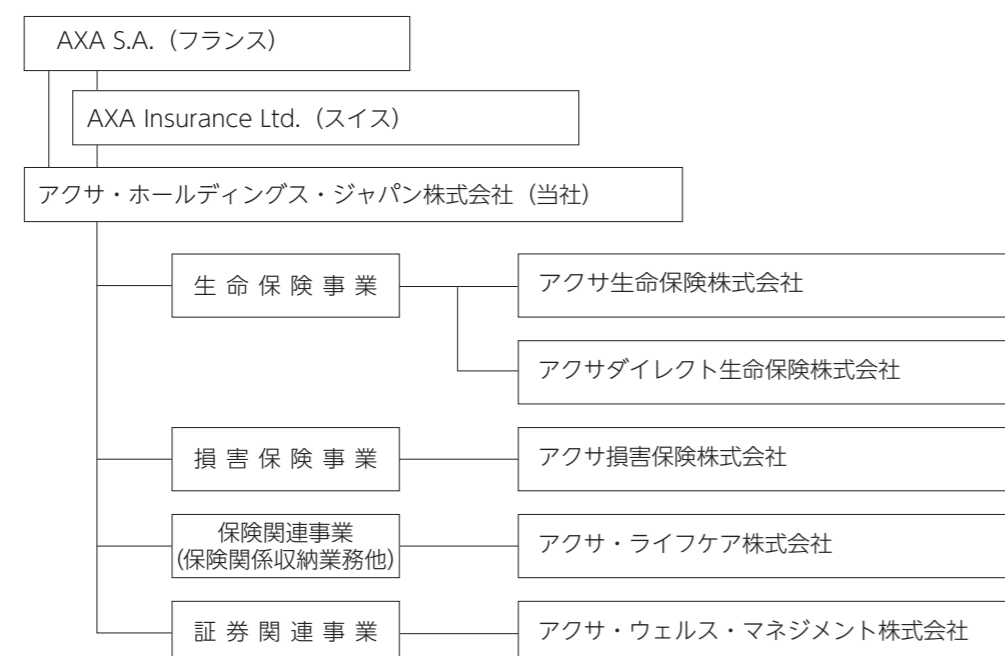 AXA S.A.（フランス）
AXA Insurance Ltd.（スイス）
アクサ・ホールディングス・ジャパン株式会社（当社）
生命保険事業
アクサ生命保険株式会社
アクサダイレクト生命保険株式会社
損害保険事業
アクサ損害保険株式会社
保険関連事業
(保険関係収納業務他)
アクサ・ライフケア株式会社
証券関連事業
アクサ・ウェルス・マネジメント株式会社